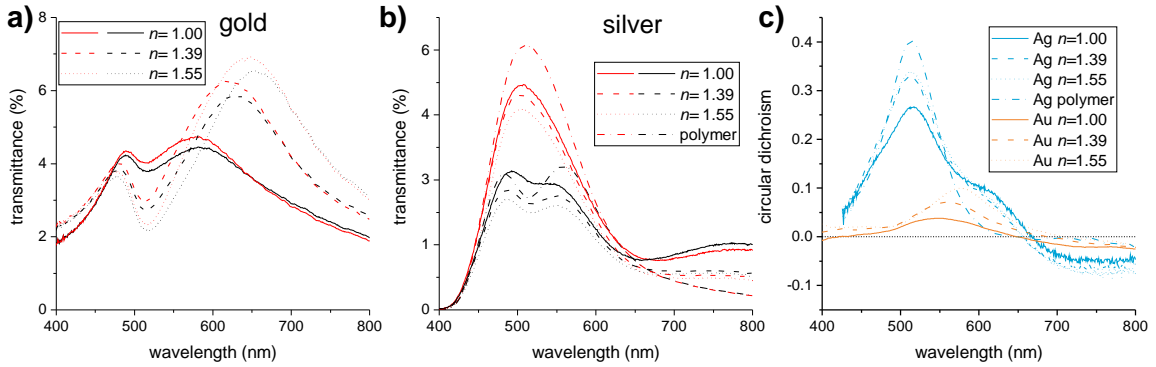 a)
gold
n= 1.00
n= 1.39
n= 1.55
transmittance (%)
8
6
4
2
0
400
500
600
700
800
wavelength (nm)
b)
silver
n= 1.00
n= 1.39
n= 1.55
polymer
transmittance (%)
6
4
3
1
0
400
500
600
700
800
wavelength (nm)
c)
Ag n=1.00
Ag n=1.39
Ag n=1.55
Ag polymer
Au n=1.00
Au n=1.39
Au n=1.55
circular dichroism
0.4
0.3
0.2
0.1
0.0
-0.1
400
500
600
700
800
wavelength (nm)